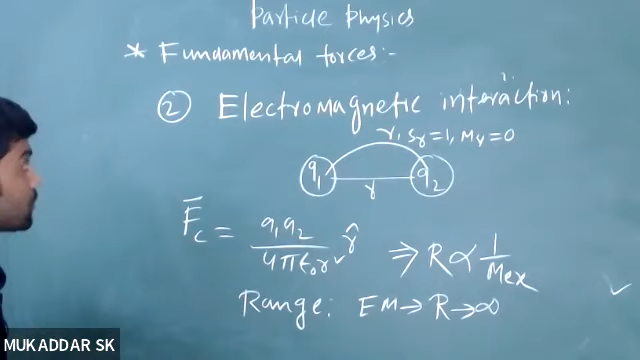 Particle physics
* Fundamental forces:-
② Electromagnetic interaction:
γ, Sγ=1, Mγ=0
q₁ q₂
r
F̄c = q₁q₂ / 4πε₀r r̂ ⇒ R ∝ 1/Mex
Range: EM→ R→∞
MUKADDAR SK